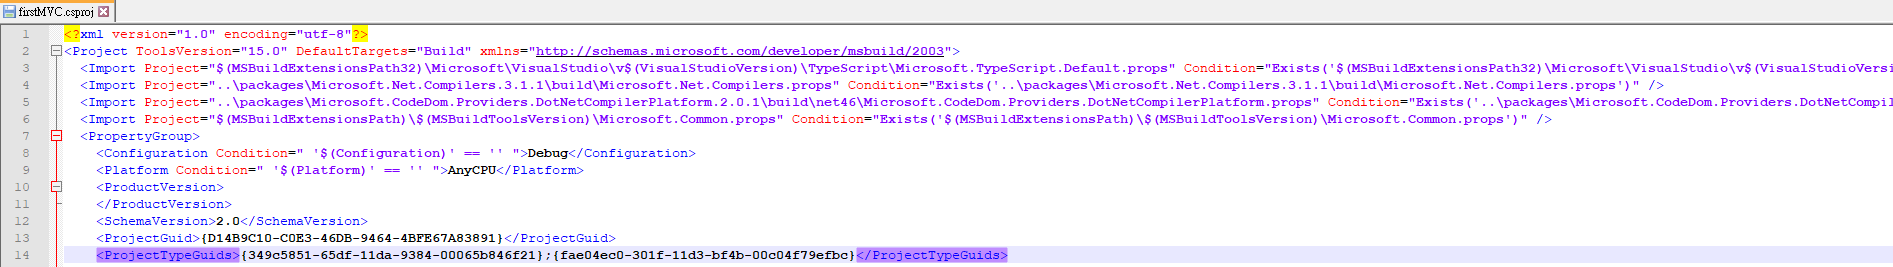 firstMVC.csproj
1 <?xml version="1.0" encoding="utf-8"?>
2 <Project ToolsVersion="15.0" DefaultTargets="Build" xmlns="http://schemas.microsoft.com/developer/msbuild/2003">
3 <Import Project="$(MSBuildExtensionsPath32)\Microsoft\VisualStudio\v$(VisualStudioVersion)\TypeScript\Microsoft.TypeScript.Default.props" Condition="Exists('$(MSBuildExtensionsPath32)\Microsoft\VisualStudio\v$(VisualStudioVersi
4 <Import Project="..\packages\Microsoft.Net.Compilers.3.1.1\build\Microsoft.Net.Compilers.props" Condition="Exists('..\packages\Microsoft.Net.Compilers.3.1.1\build\Microsoft.Net.Compilers.props')" />
5 <Import Project="..\packages\Microsoft.CodeDom.Providers.DotNetCompilerPlatform.2.0.1\build\net46\Microsoft.CodeDom.Providers.DotNetCompilerPlatform.props" Condition="Exists('..\packages\Microsoft.CodeDom.Providers.DotNetCompil
6 <Import Project="$(MSBuildExtensionsPath)\$(MSBuildToolsVersion)\Microsoft.Common.props" Condition="Exists('$(MSBuildExtensionsPath)\$(MSBuildToolsVersion)\Microsoft.Common.props')" />
7 <PropertyGroup>
8 <Configuration Condition=" '$(Configuration)' == '' ">Debug</Configuration>
9 <Platform Condition=" '$(Platform)' == '' ">AnyCPU</Platform>
10 <ProductVersion>
11 </ProductVersion>
12 <SchemaVersion>2.0</SchemaVersion>
13 <ProjectGuid>{D14B9C10-C0E3-46DB-9464-4BFE67A83891}</ProjectGuid>
14 <ProjectTypeGuids>{349c5851-65df-11da-9384-00065b846f21};{fae04ec0-301f-11d3-bf4b-00c04f79efbc}</ProjectTypeGuids>